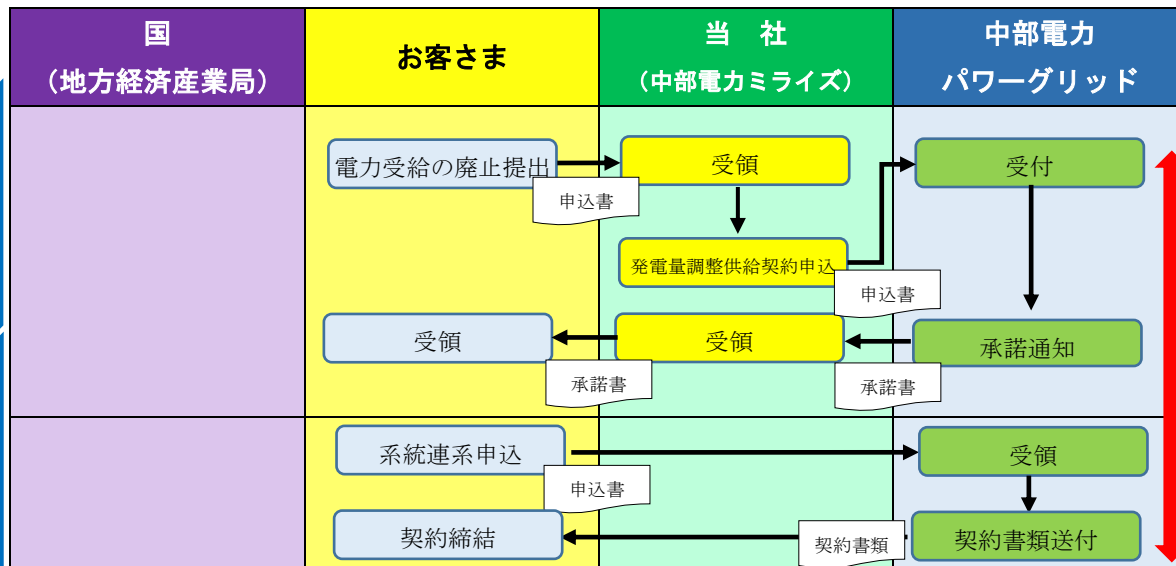 国
（地方経済産業局）
お客さま
当　社
（中部電力ミライズ）
中部電力
パワーグリッド
電力受給の廃止提出
申込書
受領
受付
発電量調整供給契約申込
申込書
受領
承諾書
受領
承諾書
承諾通知
系統連系申込
申込書
受領
契約締結
契約書類
契約書類送付